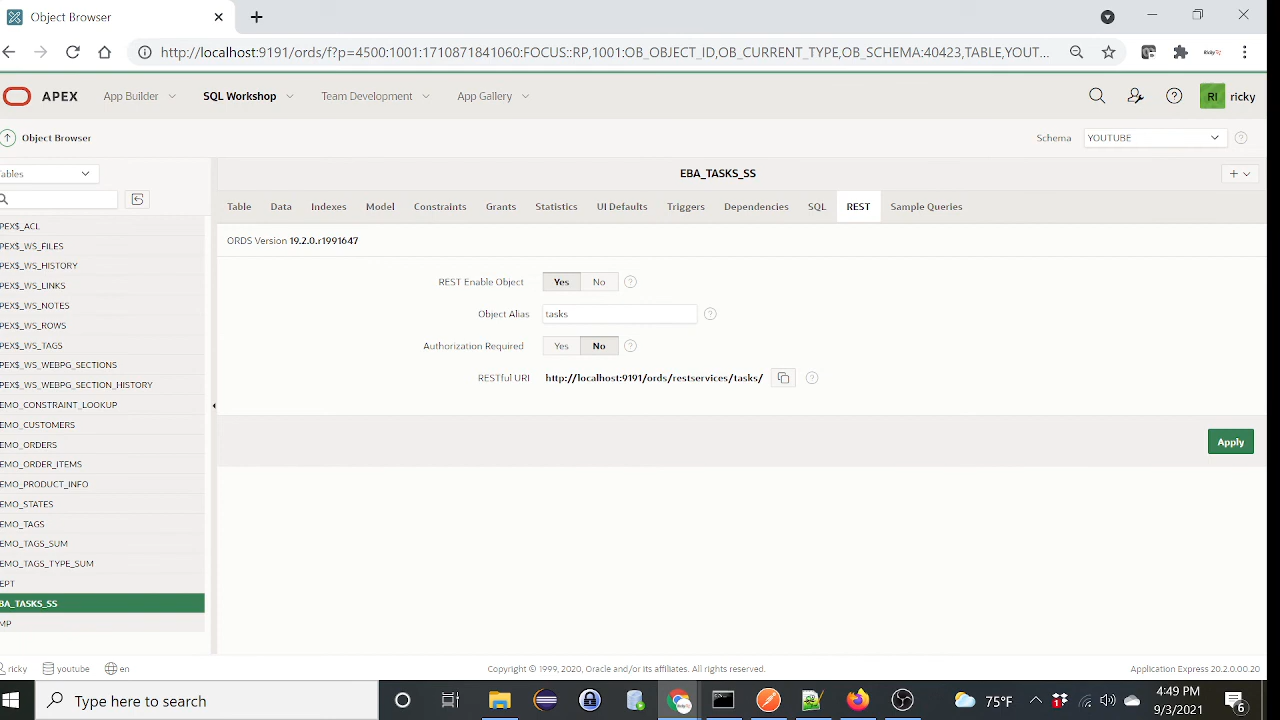 Object Browser
http://localhost:9191/ords/f?p=4500:1001:1710871841060:FOCUS::RP,1001:OB_OBJECT_ID,OB_CURRENT_TYPE,OB_SCHEMA:40423,TABLE,YOUT...
APEX App Builder SQL Workshop Team Development App Gallery RI ricky
Object Browser Schema YOUTUBE
ables EBA_TASKS_SS
Table Data Indexes Model Constraints Grants Statistics UI Defaults Triggers Dependencies SQL REST Sample Queries
PEX$_ACL
PEX$_WS_FILES
PEX$_WS_HISTORY
PEX$_WS_LINKS
PEX$_WS_NOTES
PEX$_WS_ROWS
PEX$_WS_TAGS
PEX$_WS_WEBPG_SECTIONS
PEX$_WS_WEBPG_SECTION_HISTORY
EMO_CONSTRAINT_LOOKUP
EMO_CUSTOMERS
EMO_ORDERS
EMO_ORDER_ITEMS
EMO_PRODUCT_INFO
EMO_STATES
EMO_TAGS
EMO_TAGS_SUM
EMO_TAGS_TYPE_SUM
EPT
BA_TASKS_SS
MP
ORDS Version 19.2.0.r1991647
REST Enable Object Yes No
Object Alias tasks
Authorization Required Yes No
RESTful URI http://localhost:9191/ords/restservices/tasks/
Apply
ricky youtube en Copyright © 1999, 2020, Oracle and/or its affiliates. All rights reserved. Application Express 20.2.0.00.20
Type here to search 75°F 4:49 PM
9/3/2021 6